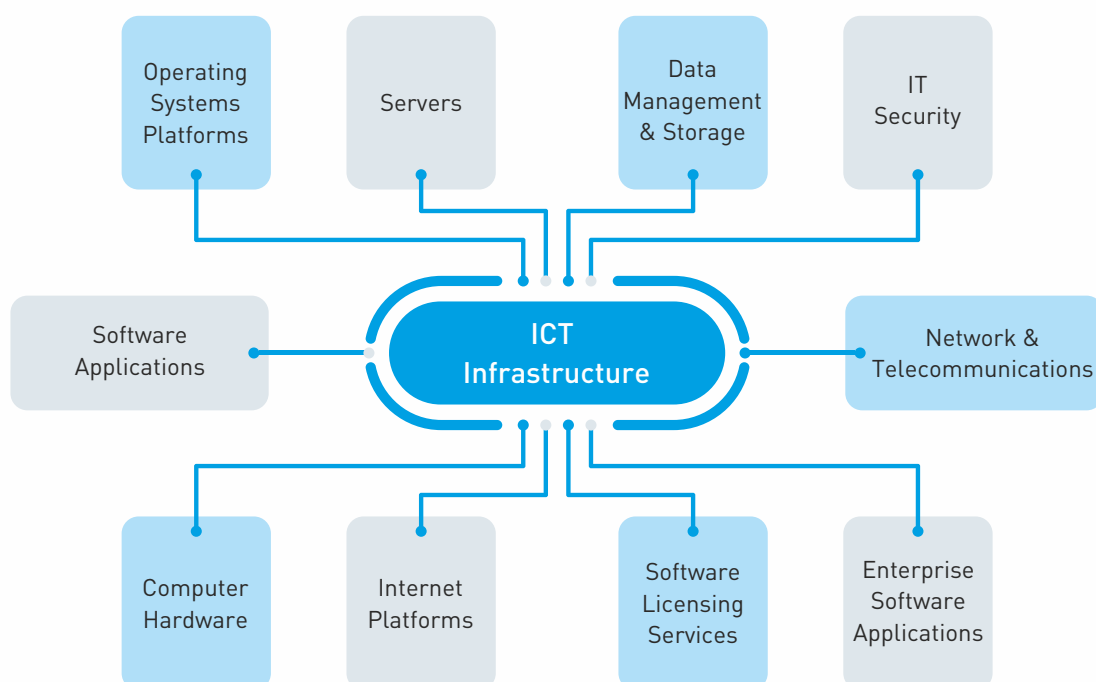 Operating
Systems
Platforms
Servers
Data
Management
& Storage
IT
Security
Software
Applications
ICT
Infrastructure
Network &
Telecommunications
Computer
Hardware
Internet
Platforms
Software
Licensing
Services
Enterprise
Software
Applications